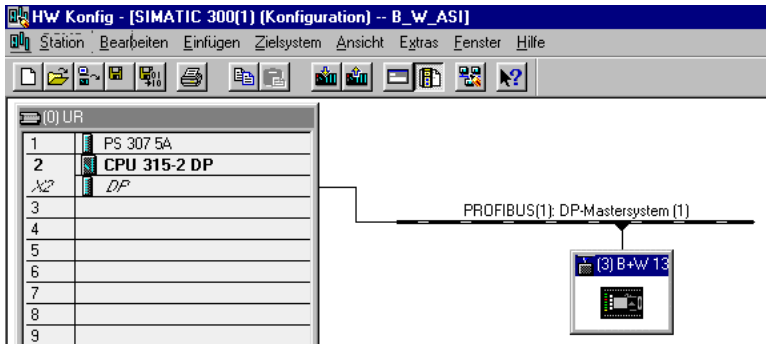 HW Konfig - [SIMATIC 300(1) (Konfiguration) -- B_W_ASI]
Station Bearbeiten Einfügen Zielsystem Ansicht Extras Fenster Hilfe
(0) UR
1 PS 307 5A
2 CPU 315-2 DP
X2 DP
3
4
5
6
7
8
9
PROFIBUS(1): DP-Mastersystem (1)
(3) B+W 13